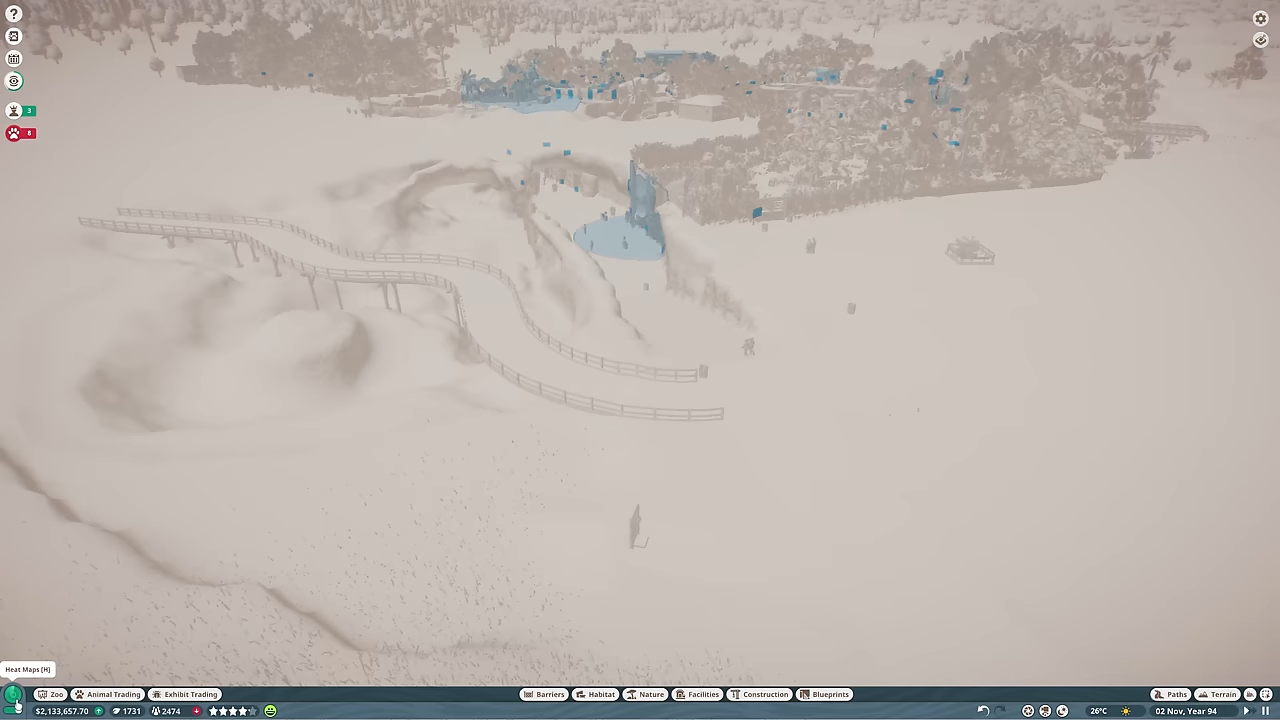 ?
3
6
Heat Maps [H]
Zoo
Animal Trading
Exhibit Trading
Barriers
Habitat
Nature
Facilities
Construction
Blueprints
Paths
Terrain
$2,133,657.70
1731
2474
26°C
02 Nov, Year 94